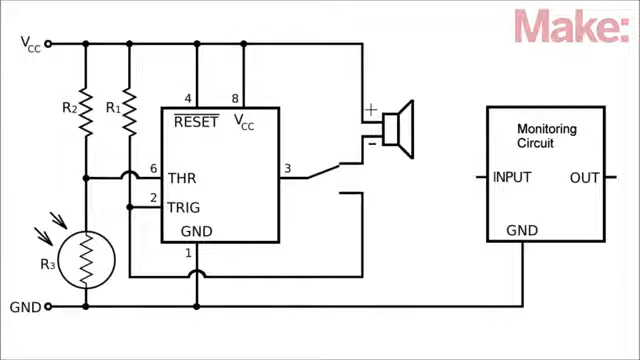 Make:
VCC
4
8
+
R2
R1
RESET
VCC
-
Monitoring
Circuit
6
THR
3
INPUT
OUT
2
TRIG
GND
GND
1
R3
GND